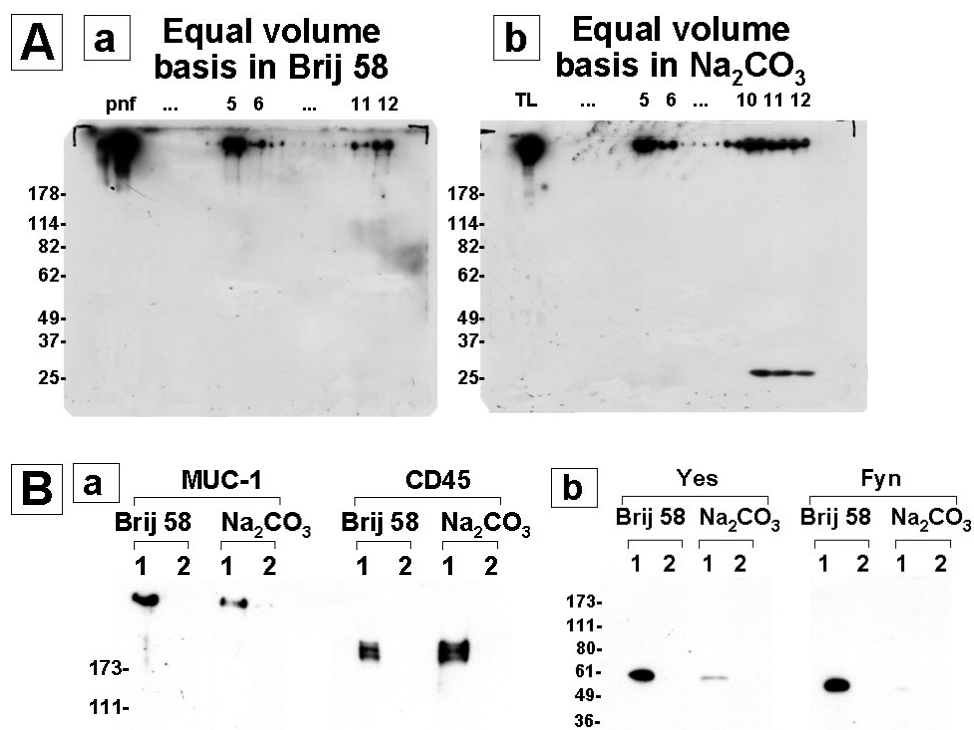 A a Equal volume
basis in Brij 58
pnf ... 5 6 ... 11 12
178-
114-
82-
62-
49-
37-
25-
b Equal volume
basis in Na₂CO₃
TL ... 5 6 ... 10 11 12
178-
114-
82-
62-
49-
37-
25-
B a MUC-1 CD45
Brij 58 Na₂CO₃ Brij 58 Na₂CO₃
1 2 1 2 1 2 1 2
173-
111-
b Yes Fyn
Brij 58 Na₂CO₃ Brij 58 Na₂CO₃
1 2 1 2 1 2 1 2
173-
111-
80-
61-
49-
36-